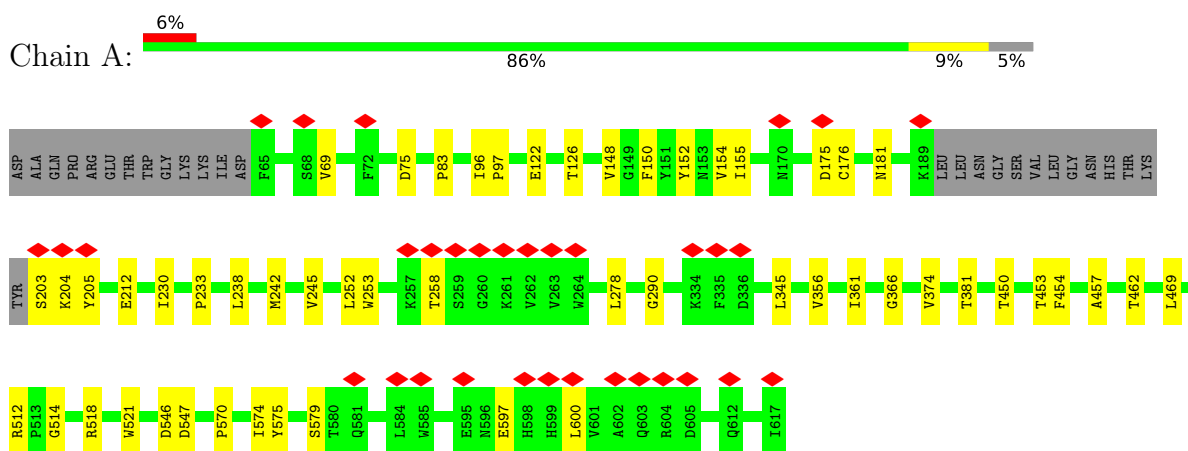 6%
Chain A:
86% 9% 5%
ASP ALA GLN PRO ARG GLU THR TRP GLY LYS LYS ILE ASP F65 S68 V69 F72 D75 P83 I96 P97 E122 T126 V148 G149 F150 Y151 Y152 N153 V154 I155 N170 D175 C176 N181 K189 LEU LEU ASN GLY SER VAL LEU GLY ASN HIS THR LYS
TYR S203 K204 Y205 E212 I230 P233 L238 M242 V245 L252 W253 K257 T258 S259 G260 K261 V262 V263 W264 L278 G290 K334 F335 D336 L345 V356 I361 G366 V374 T381 T450 T453 F454 A457 T462 L469
R512 P513 G514 R518 W521 D546 D547 P570 I574 Y575 S579 T580 Q581 L584 W585 E595 N596 E597 H598 H599 L600 V601 A602 Q603 R604 D605 Q612 I617